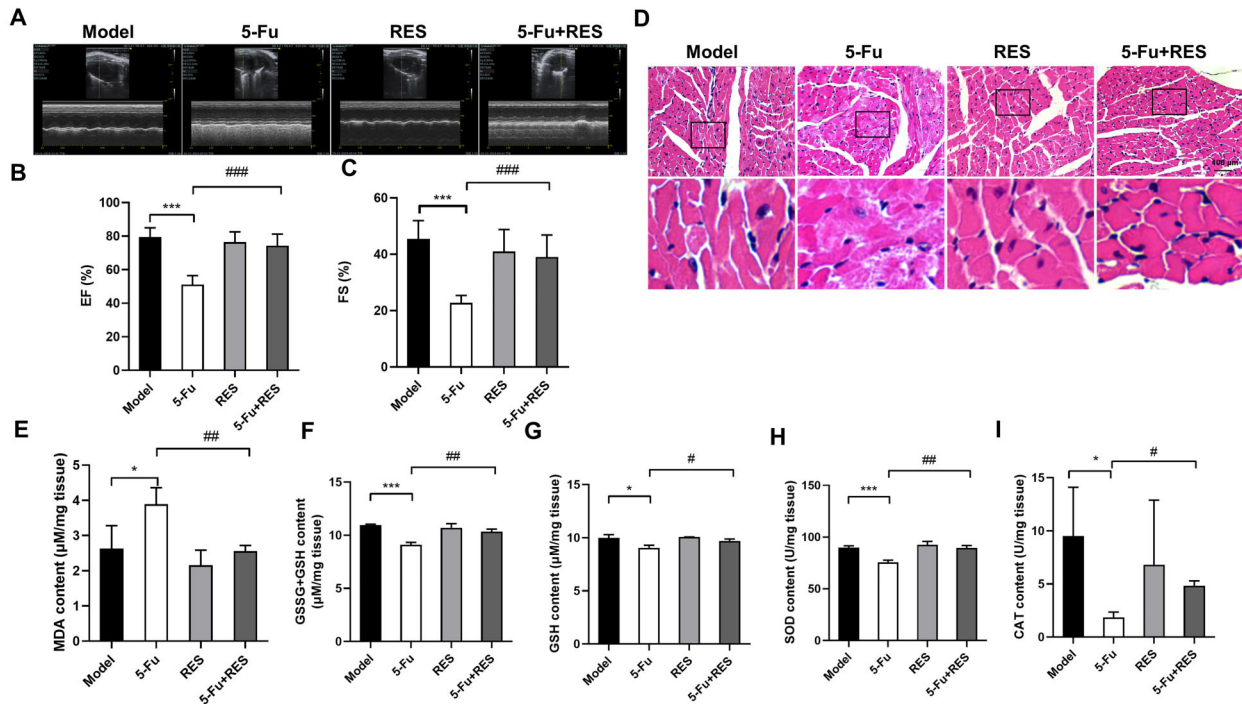 A
Model
5-Fu
RES
5-Fu+RES
D
Model
5-Fu
RES
5-Fu+RES
400 μm
B
###
***
EF (%)
100
80
60
40
20
0
Model
5-Fu
RES
5-Fu+RES
C
###
***
FS (%)
60
40
20
0
Model
5-Fu
RES
5-Fu+RES
E
##
*
MDA content (μM/mg tissue)
5
4
3
2
1
0
Model
5-Fu
RES
5-Fu+RES
F
##
***
GSSG+GSH content
(μM/mg tissue)
15
10
5
0
Model
5-Fu
RES
5-Fu+RES
G
#
*
GSH content (μM/mg tissue)
15
10
5
0
Model
5-Fu
RES
5-Fu+RES
H
##
***
SOD content (U/mg tissue)
150
100
50
0
Model
5-Fu
RES
5-Fu+RES
I
#
*
CAT content (U/mg tissue)
15
10
5
0
Model
5-Fu
RES
5-Fu+RES